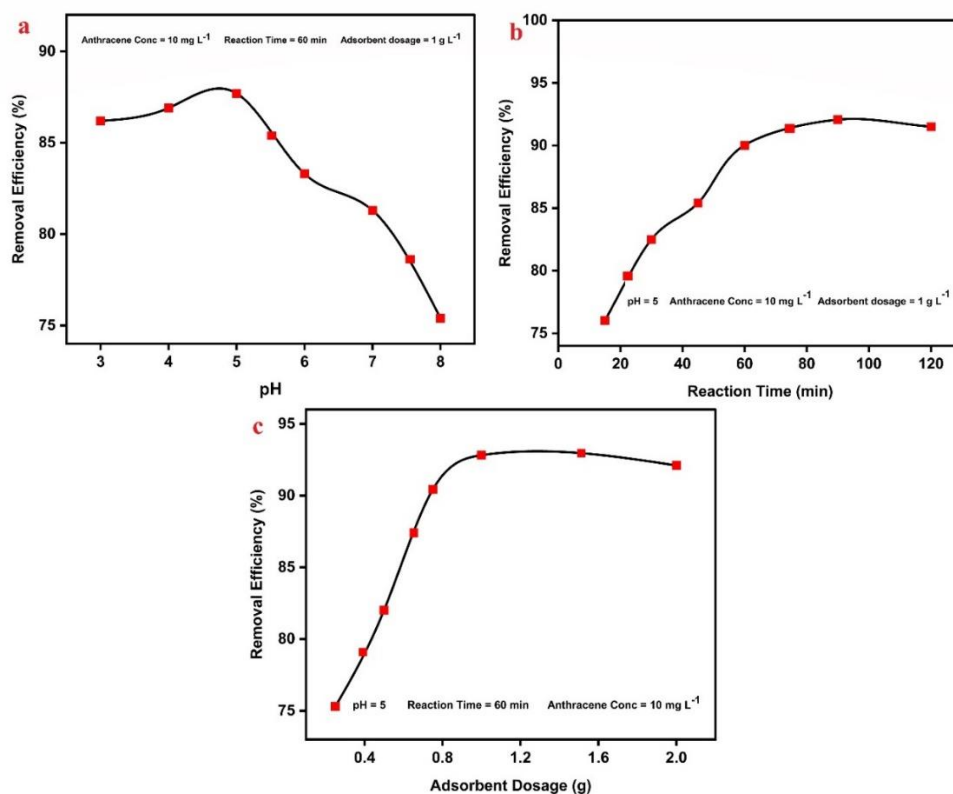 a
Anthracene Conc = 10 mg L⁻¹ Reaction Time = 60 min Adsorbent dosage = 1 g L⁻¹
Removal Efficiency (%)
90
85
80
75
3 4 5 6 7 8
pH
b
Removal Efficiency (%)
100
95
90
85
80
75
pH = 5 Anthracene Conc = 10 mg L⁻¹ Adsorbent dosage = 1 g L⁻¹
0 20 40 60 80 100 120
Reaction Time (min)
c
Removal Efficiency (%)
95
90
85
80
75
pH = 5 Reaction Time = 60 min Anthracene Conc = 10 mg L⁻¹
0.4 0.8 1.2 1.6 2.0
Adsorbent Dosage (g)